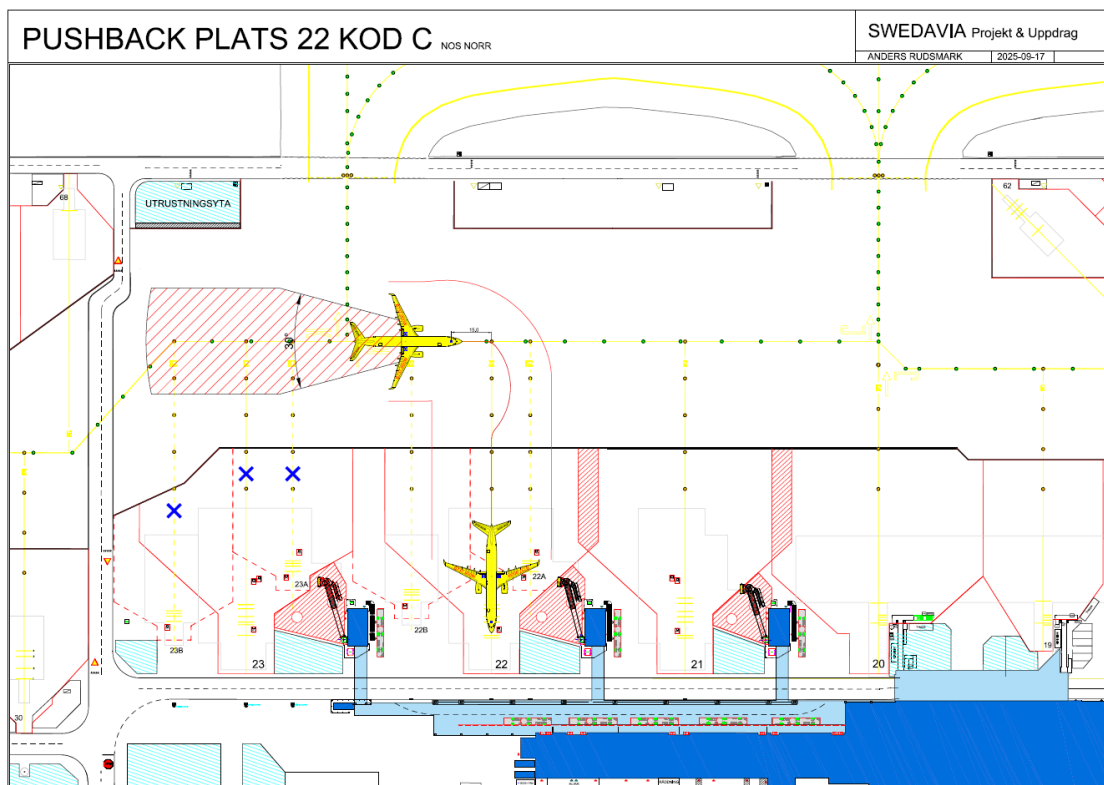 PUSHBACK PLATS 22 KOD C NOS NORR
SWEDAVIA Projekt & Uppdrag
ANDERS RUDSMARK 2025-09-17
68
UTRUSTNINGSYTA
62
30°
10,0
23A
22A
22B
23B
23
22
21
20
19
30